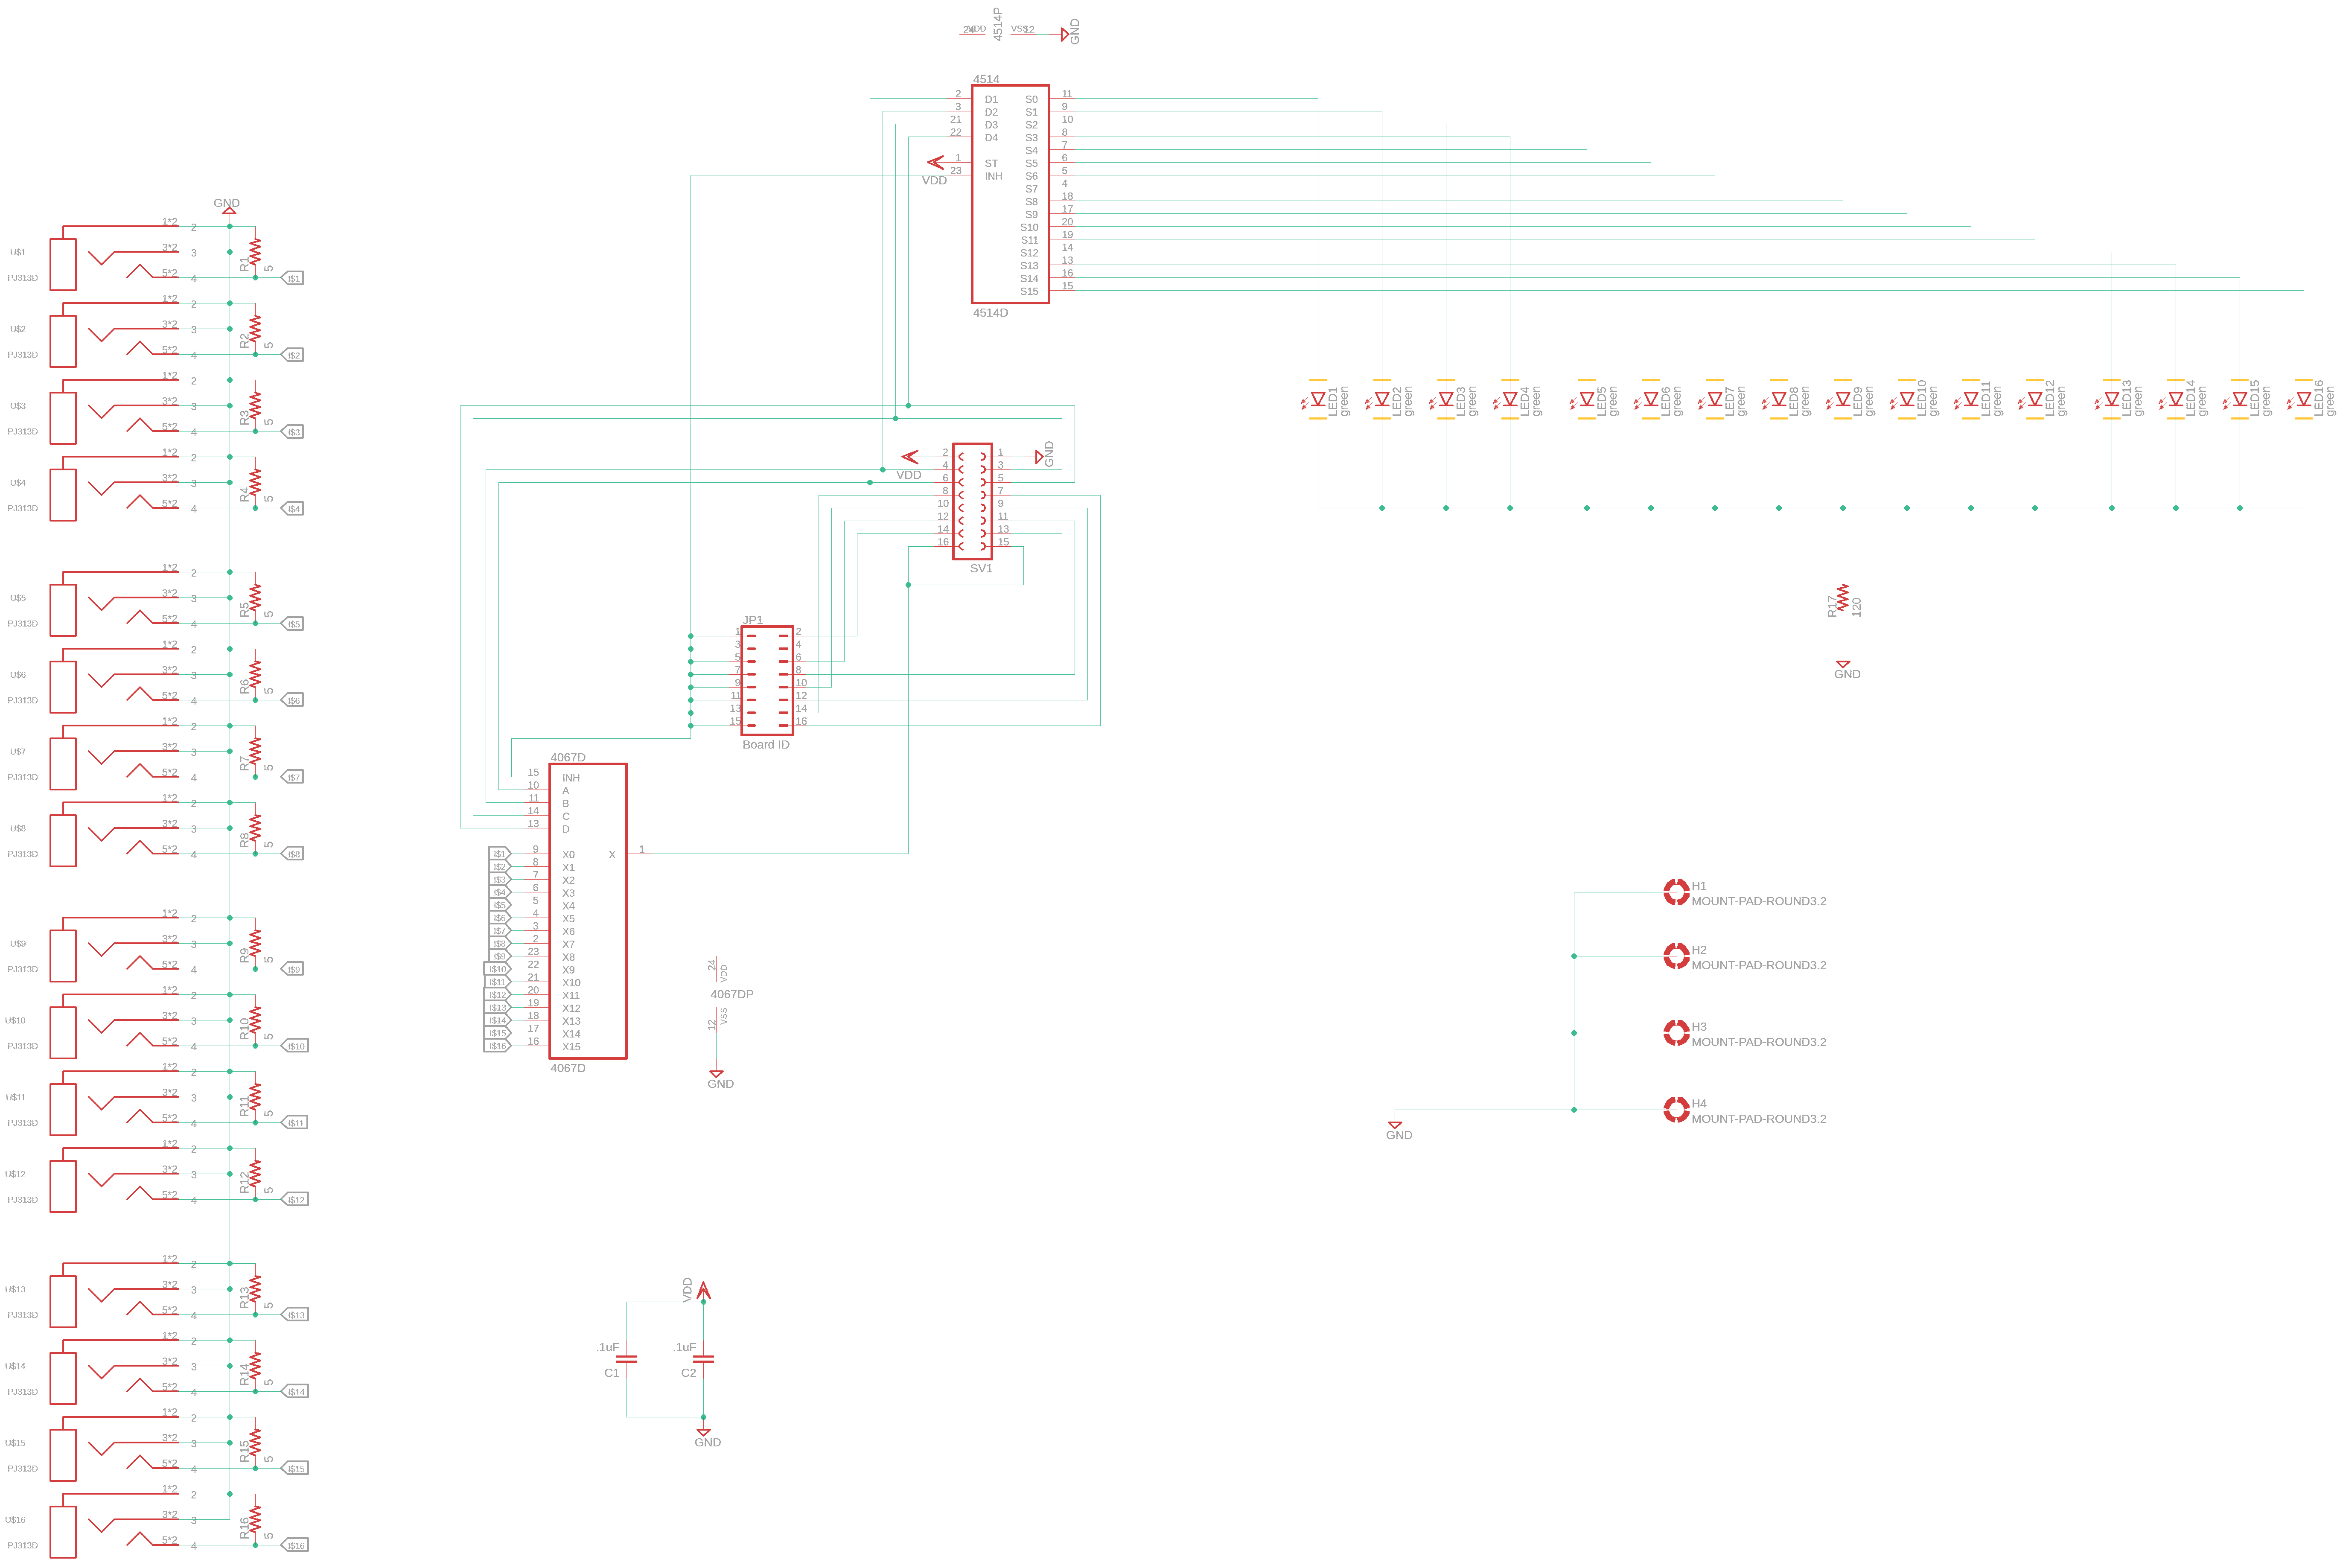 24
VDD
4514P
VSS
12
GND
4514
2 D1 S0 11
3 D2 S1 9
21 D3 S2 10
22 D4 S3 8
S4 7
1 ST S5 6
23 INH S6 5
VDD
S7 4
S8 18
S9 17
S10 20
S11 19
S12 14
S13 13
S14 16
S15 15
4514D
GND
U$1 PJ313D 1*2 2 3*2 3 5*2 4 R1 5 I$1
U$2 PJ313D 1*2 2 3*2 3 5*2 4 R2 5 I$2
U$3 PJ313D 1*2 2 3*2 3 5*2 4 R3 5 I$3
U$4 PJ313D 1*2 2 3*2 3 5*2 4 R4 5 I$4
U$5 PJ313D 1*2 2 3*2 3 5*2 4 R5 5 I$5
U$6 PJ313D 1*2 2 3*2 3 5*2 4 R6 5 I$6
U$7 PJ313D 1*2 2 3*2 3 5*2 4 R7 5 I$7
U$8 PJ313D 1*2 2 3*2 3 5*2 4 R8 5 I$8
U$9 PJ313D 1*2 2 3*2 3 5*2 4 R9 5 I$9
U$10 PJ313D 1*2 2 3*2 3 5*2 4 R10 5 I$10
U$11 PJ313D 1*2 2 3*2 3 5*2 4 R11 5 I$11
U$12 PJ313D 1*2 2 3*2 3 5*2 4 R12 5 I$12
U$13 PJ313D 1*2 2 3*2 3 5*2 4 R13 5 I$13
U$14 PJ313D 1*2 2 3*2 3 5*2 4 R14 5 I$14
U$15 PJ313D 1*2 2 3*2 3 5*2 4 R15 5 I$15
U$16 PJ313D 1*2 2 3*2 3 5*2 4 R16 5 I$16
LED1 green
LED2 green
LED3 green
LED4 green
LED5 green
LED6 green
LED7 green
LED8 green
LED9 green
LED10 green
LED11 green
LED12 green
LED13 green
LED14 green
LED15 green
LED16 green
R17 120
GND
VDD
GND
2 1
4 3
6 5
8 7
10 9
12 11
14 13
16 15
SV1
JP1
1 2
3 4
5 6
7 8
9 10
11 12
13 14
15 16
Board ID
4067D
15 INH
10 A
11 B
14 C
13 D
I$1 9 X0 X 1
I$2 8 X1
I$3 7 X2
I$4 6 X3
I$5 5 X4
I$6 4 X5
I$7 3 X6
I$8 2 X7
I$9 23 X8
I$10 22 X9
I$11 21 X10
I$12 20 X11
I$13 19 X12
I$14 18 X13
I$15 17 X14
I$16 16 X15
4067D
24 VDD
4067DP
12 VSS
GND
H1
MOUNT-PAD-ROUND3.2
H2
MOUNT-PAD-ROUND3.2
H3
MOUNT-PAD-ROUND3.2
H4
MOUNT-PAD-ROUND3.2
GND
VDD
.1uF .1uF
C1 C2
GND